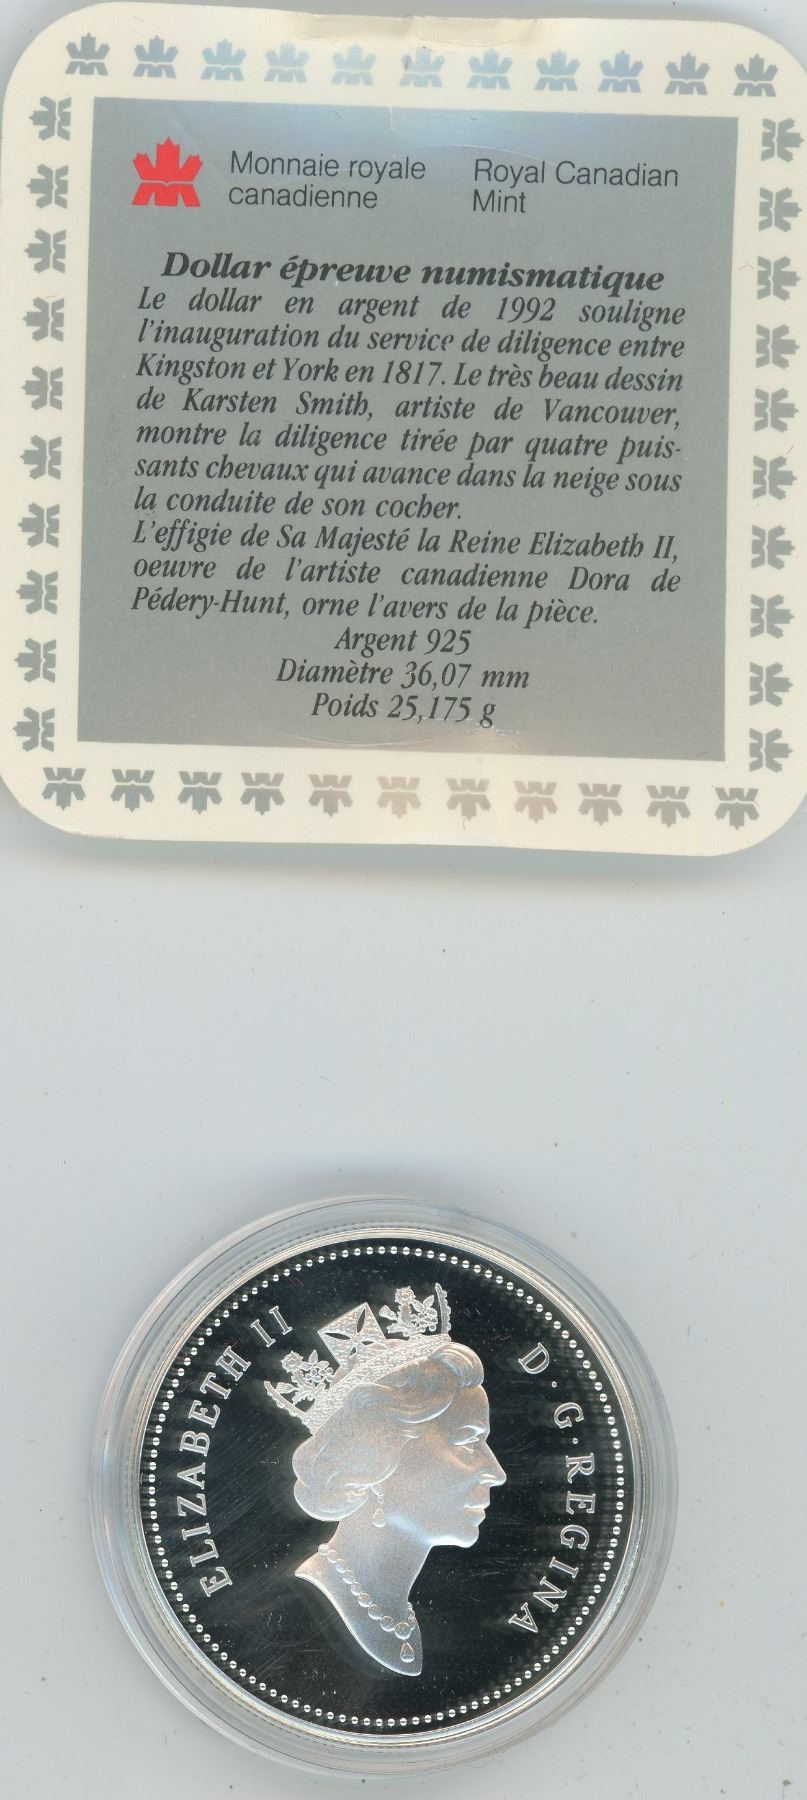 Monnaie royale canadienne
Royal Canadian Mint
Dollar épreuve numismatique
Le dollar en argent de 1992 souligne
l'inauguration du service de diligence entre
Kingston et York en 1817. Le très beau dessin
de Karsten Smith, artiste de Vancouver,
montre la diligence tirée par quatre puis-
sants chevaux qui avance dans la neige sous
la conduite de son cocher.
L'effigie de Sa Majesté la Reine Elizabeth II,
oeuvre de l'artiste canadienne Dora de
Pédery-Hunt, orne l'avers de la pièce.
Argent 925
Diamètre 36,07 mm
Poids 25,175 g
ELIZABETH II
D·G·REGINA